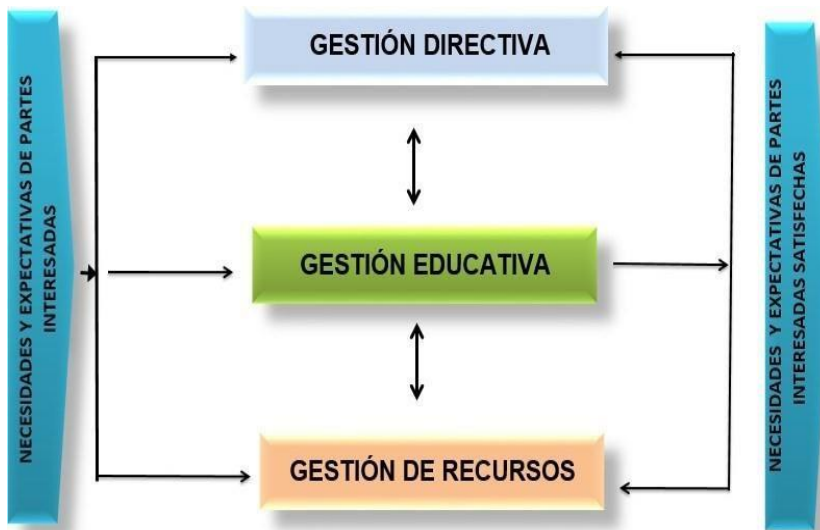 NECESIDADES Y EXPECTATIVAS DE PARTES
INTERESADAS
GESTIÓN DIRECTIVA
GESTIÓN EDUCATIVA
GESTIÓN DE RECURSOS
NECESIDADES Y EXPECTATIVAS DE PARTES
INTERESADAS SATISFECHAS